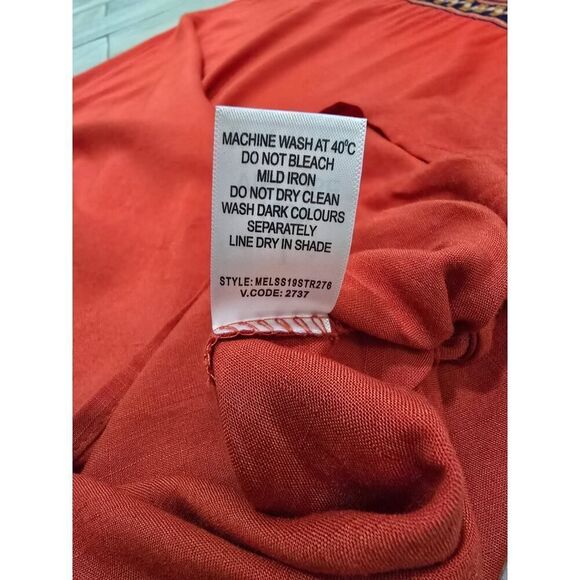 MACHINE WASH AT 40°C
DO NOT BLEACH
MILD IRON
DO NOT DRY CLEAN
WASH DARK COLOURS
SEPARATELY
LINE DRY IN SHADE
STYLE: MELSS19STR276
V.CODE: 2737